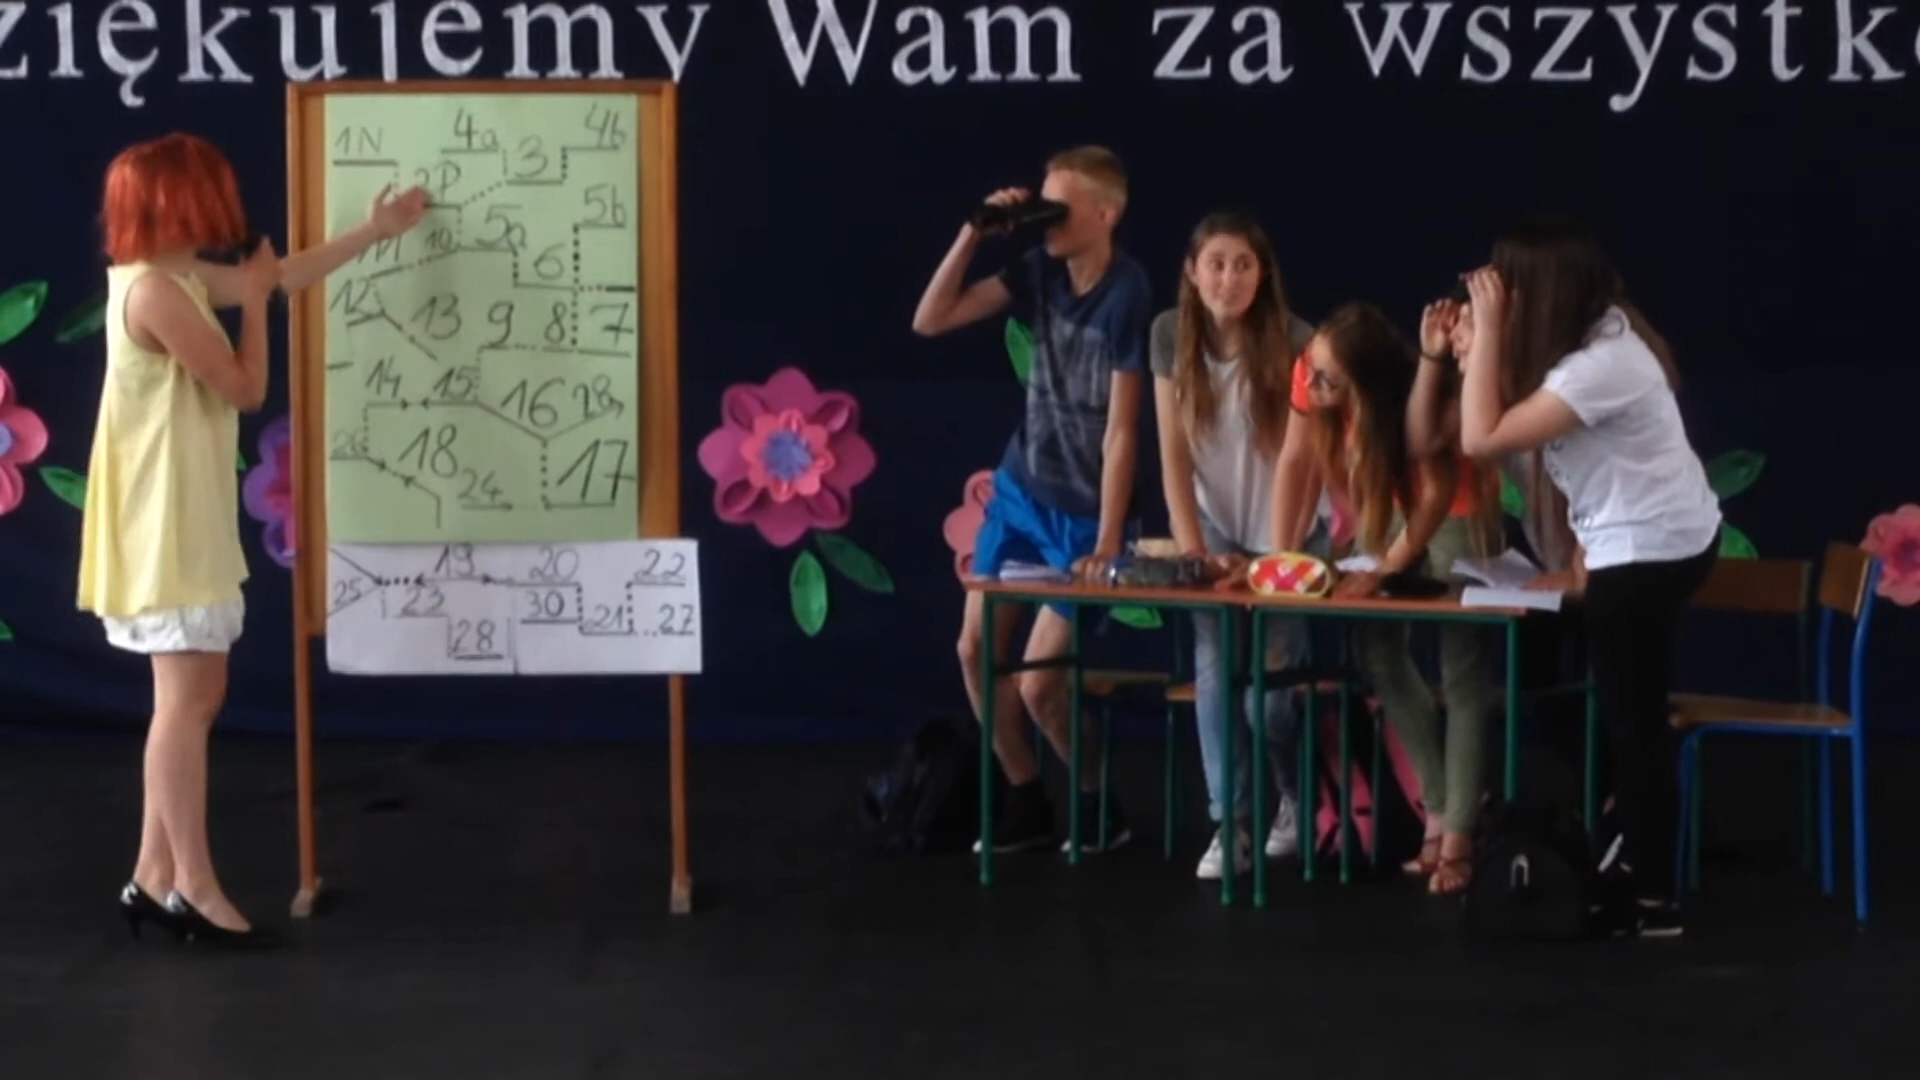 ziękujemy Wam za wszystk
1N 4a 3 4b
2P
5a 5b
11 10 6
12 13 9 8 7
14 15 16 28
26 18 24 17
19 20 22
25 23 30 21 27
28